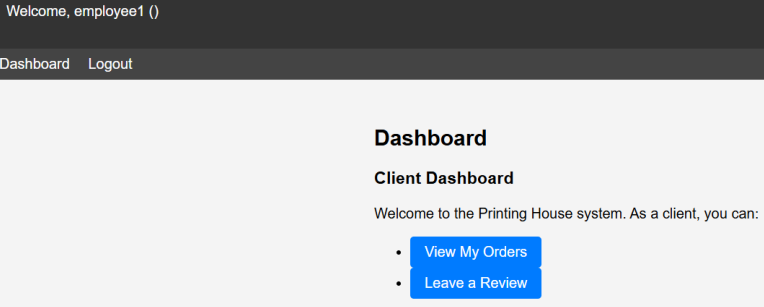 Welcome, employee1 ()
Dashboard Logout
Dashboard
Client Dashboard
Welcome to the Printing House system. As a client, you can:
View My Orders
Leave a Review